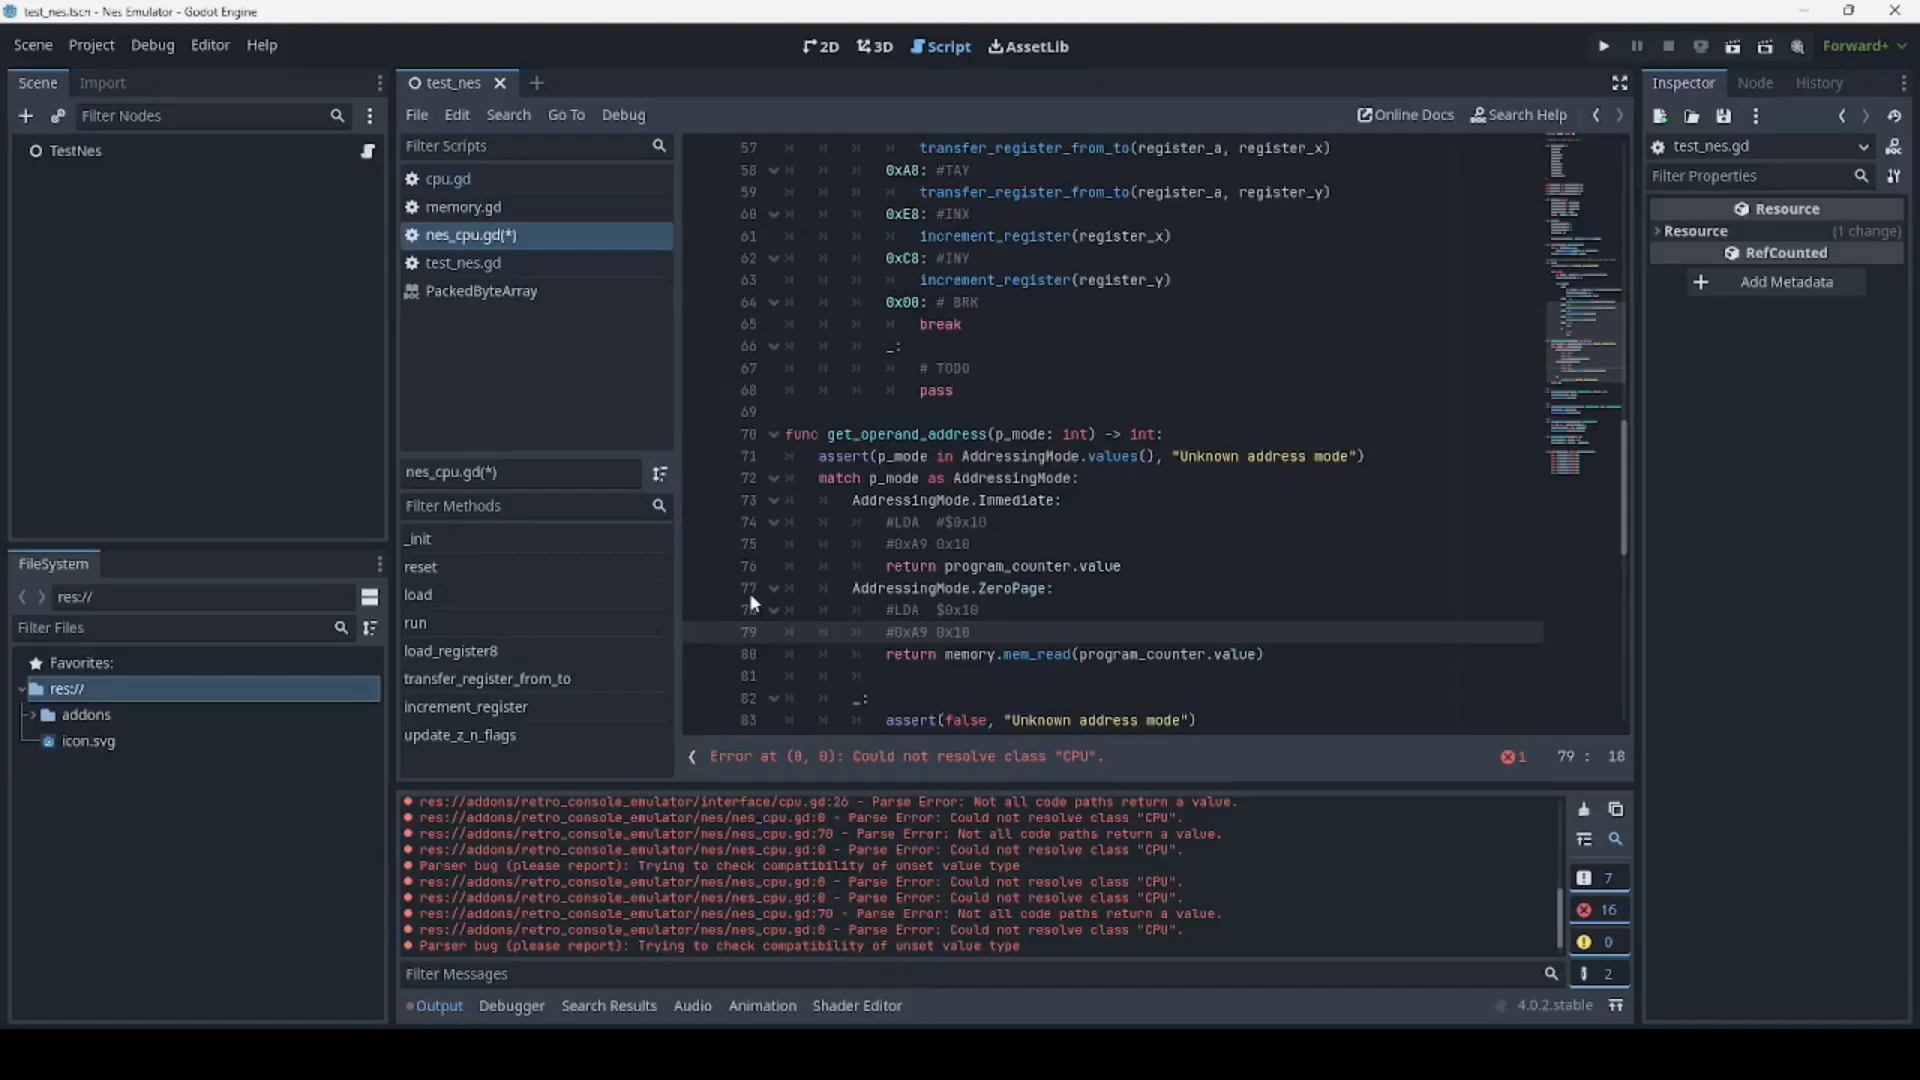 test_nes.tscn - Nes Emulator - Godot Engine
Scene Project Debug Editor Help
2D 3D Script AssetLib
Forward+
Scene Import
Filter Nodes
TestNes
FileSystem
res://
Filter Files
Favorites:
res://
addons
icon.svg
test_nes
File Edit Search Go To Debug
Online Docs Search Help
Filter Scripts
cpu.gd
memory.gd
nes_cpu.gd(*)
test_nes.gd
PackedByteArray
nes_cpu.gd(*)
Filter Methods
_init
reset
load
run
load_register8
transfer_register_from_to
increment_register
update_z_n_flags
57 transfer_register_from_to(register_a, register_x)
58 0xA8: #TAY
59 transfer_register_from_to(register_a, register_y)
60 0xE8: #INX
61 increment_register(register_x)
62 0xC8: #INY
63 increment_register(register_y)
64 0x00: # BRK
65 break
66 _:
67 # TODO
68 pass
69
70 func get_operand_address(p_mode: int) -> int:
71 assert(p_mode in AddressingMode.values(), "Unknown address mode")
72 match p_mode as AddressingMode:
73 AddressingMode.Immediate:
74 #LDA #$0x10
75 #0xA9 0x10
76 return program_counter.value
77 AddressingMode.ZeroPage:
78 #LDA $0x10
79 #0xA9 0x10
80 return memory.mem_read(program_counter.value)
81
82 _:
83 assert(false, "Unknown address mode")
Error at (0, 0): Could not resolve class "CPU".
1 79 : 18
res://addons/retro_console_emulator/interface/cpu.gd:26 - Parse Error: Not all code paths return a value.
res://addons/retro_console_emulator/nes/nes_cpu.gd:0 - Parse Error: Could not resolve class "CPU".
res://addons/retro_console_emulator/nes/nes_cpu.gd:70 - Parse Error: Not all code paths return a value.
res://addons/retro_console_emulator/nes/nes_cpu.gd:0 - Parse Error: Could not resolve class "CPU".
Parser bug (please report): Trying to check compatibility of unset value type
res://addons/retro_console_emulator/nes/nes_cpu.gd:0 - Parse Error: Could not resolve class "CPU".
res://addons/retro_console_emulator/nes/nes_cpu.gd:0 - Parse Error: Could not resolve class "CPU".
res://addons/retro_console_emulator/nes/nes_cpu.gd:70 - Parse Error: Not all code paths return a value.
res://addons/retro_console_emulator/nes/nes_cpu.gd:0 - Parse Error: Could not resolve class "CPU".
Parser bug (please report): Trying to check compatibility of unset value type
7
16
0
2
Filter Messages
Output Debugger Search Results Audio Animation Shader Editor
4.0.2.stable
Inspector Node History
test_nes.gd
Filter Properties
Resource
Resource (1 change)
RefCounted
Add Metadata